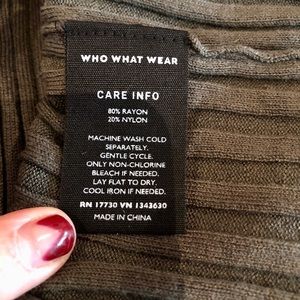 WHO WHAT WEAR
CARE INFO
80% RAYON
20% NYLON
MACHINE WASH COLD
SEPARATELY.
GENTLE CYCLE.
ONLY NON-CHLORINE
BLEACH IF NEEDED.
LAY FLAT TO DRY.
COOL IRON IF NEEDED.
RN 17730 VN 1343630
MADE IN CHINA